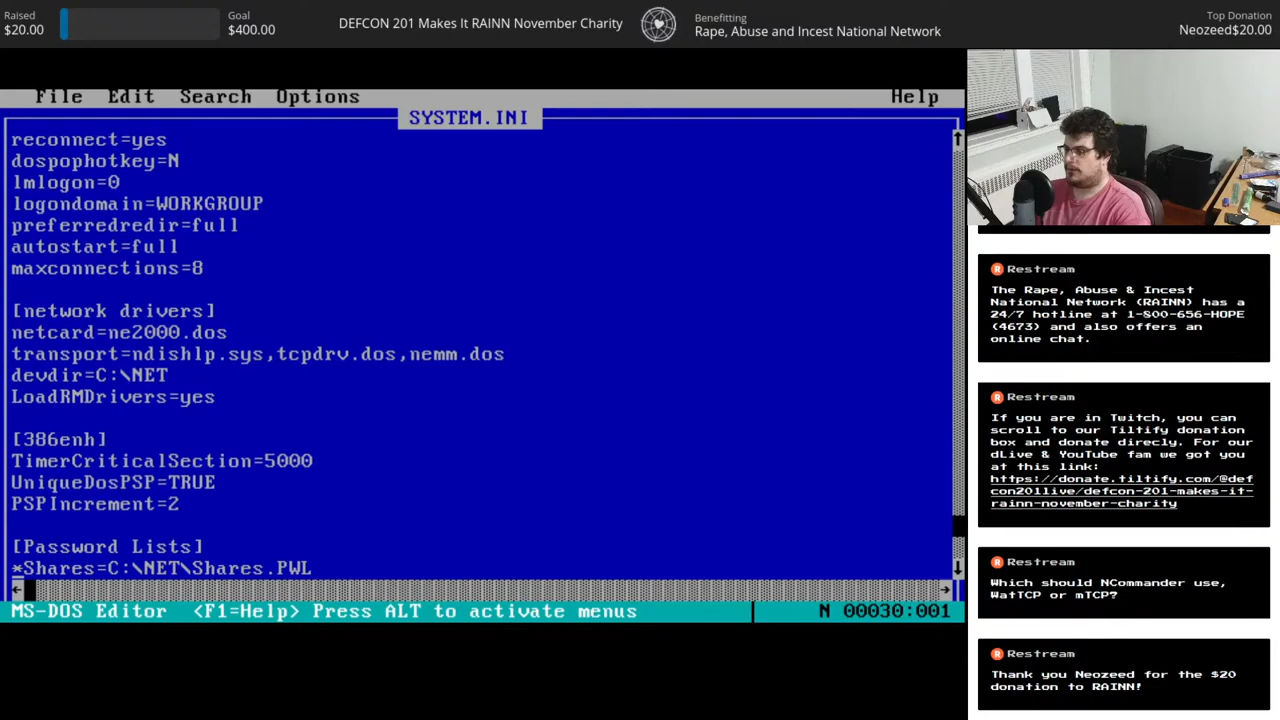 Raised
$20.00
Goal
$400.00
DEFCON 201 Makes It RAINN November Charity
Benefitting
Rape, Abuse and Incest National Network
Top Donation
Neozeed$20.00
File Edit Search Options Help
SYSTEM.INI
reconnect=yes
dospophotkey=N
lmlogon=0
logondomain=WORKGROUP
preferredredir=full
autostart=full
maxconnections=8
[network drivers]
netcard=ne2000.dos
transport=ndishlp.sys,tcpdrv.dos,nemm.dos
devdir=C:\NET
LoadRMDrivers=yes
[386enh]
TimerCriticalSection=5000
UniqueDosPSP=TRUE
PSPIncrement=2
[Password Lists]
*Shares=C:\NET\Shares.PWL
MS-DOS Editor <F1=Help> Press ALT to activate menus N 00030:001
Restream
The Rape, Abuse & Incest
National Network (RAINN) has a
24/7 hotline at 1-800-656-HOPE
(4673) and also offers an
online chat.
Restream
If you are in Twitch, you can
scroll to our Tiltify donation
box and donate direcly. For our
dLive & YouTube fam we got you
at this link:
https://donate.tiltify.com/@def
con201live/defcon-201-makes-it-
rainn-november-charity
Restream
Which should NCommander use,
WatTCP or mTCP?
Restream
Thank you Neozeed for the $20
donation to RAINN!